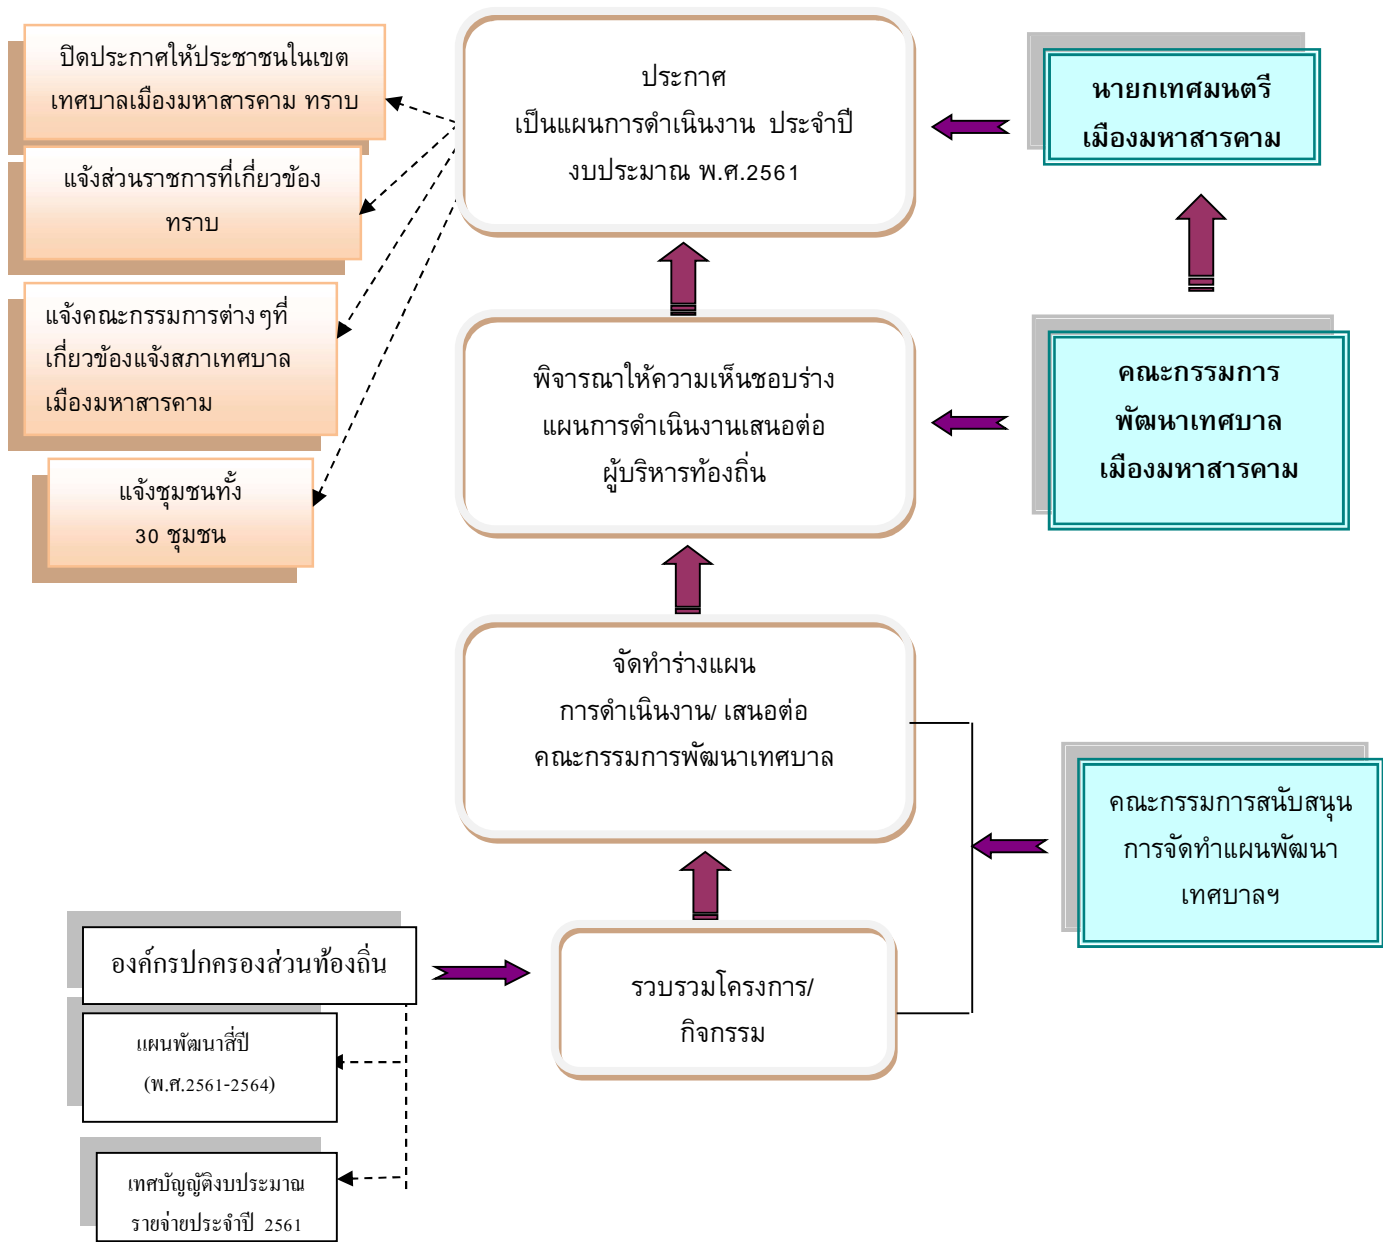 ปิดประกาศให้ประชาชนในเขต
เทศบาลเมืองมหาสารคาม ทราบ
แจ้งส่วนราชการที่เกี่ยวข้อง
ทราบ
แจ้งคณะกรรมการต่าง ๆที่
เกี่ยวข้องแจ้งสภาเทศบาล
เมืองมหาสารคาม
แจ้งชุมชนทั้ง
30 ชุมชน
ประกาศ
เป็นแผนการดำเนินงาน ประจำปี
งบประมาณ พ.ศ.2561
นายกเทศมนตรี
เมืองมหาสารคาม
พิจารณาให้ความเห็นชอบร่าง
แผนการดำเนินงานเสนอต่อ
ผู้บริหารท้องถิ่น
คณะกรรมการ
พัฒนาเทศบาล
เมืองมหาสารคาม
จัดทำร่างแผน
การดำเนินงาน/ เสนอต่อ
คณะกรรมการพัฒนาเทศบาล
คณะกรรมการสนับสนุน
การจัดทำแผนพัฒนา
เทศบาลฯ
องค์กรปกครองส่วนท้องถิ่น
รวบรวมโครงการ/
กิจกรรม
แผนพัฒนาสี่ปี
(พ.ศ.2561-2564)
เทศบัญญัติงบประมาณ
รายจ่ายประจำปี 2561